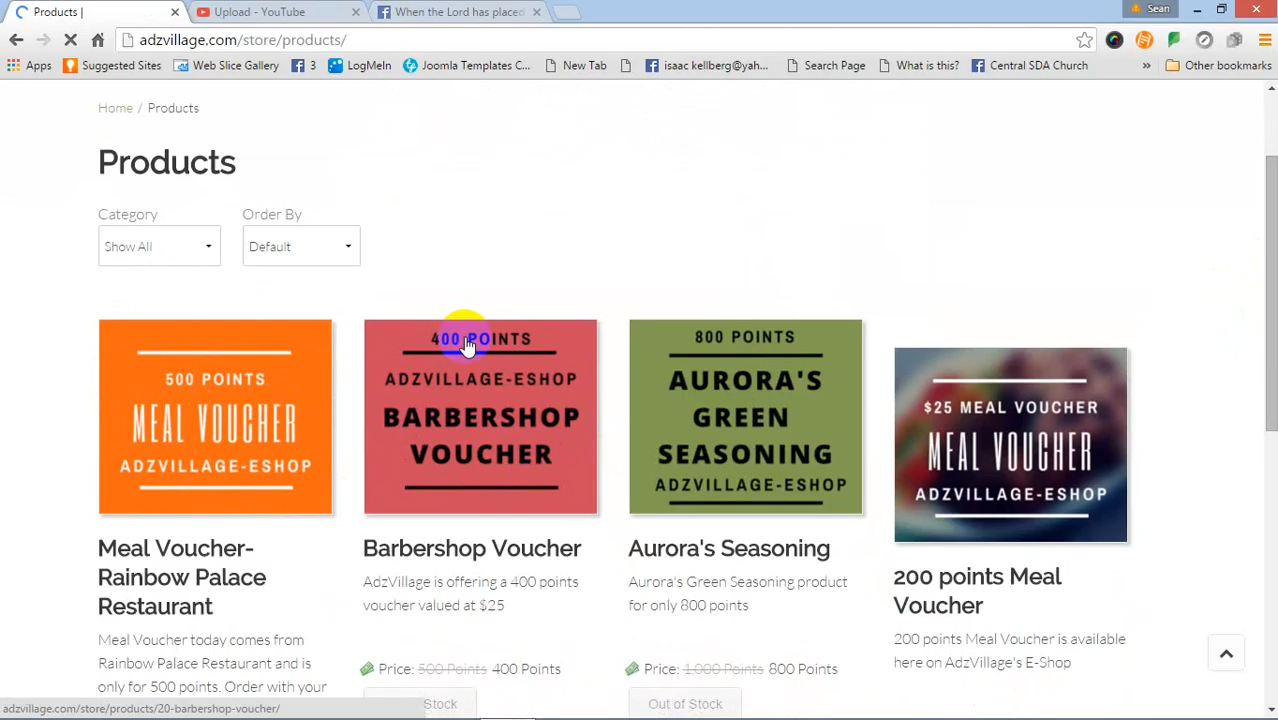 Products |
Upload - YouTube
When the Lord has placed
Sean
adzvillage.com/store/products/
Apps
Suggested Sites
Web Slice Gallery
3
LogMeIn
Joomla Templates C...
New Tab
isaac kellberg@yah...
Search Page
What is this?
Central SDA Church
»
Other bookmarks
Home / Products
Products
Category
Order By
Show All
Default
500 POINTS
MEAL VOUCHER
ADZVILLAGE-ESHOP
400 POINTS
ADZVILLAGE-ESHOP
BARBERSHOP
VOUCHER
800 POINTS
AURORA'S
GREEN
SEASONING
ADZVILLAGE-ESHOP
$25 MEAL VOUCHER
MEAL VOUCHER
ADZVILLAGE-ESHOP
Meal Voucher-
Rainbow Palace
Restaurant
Meal Voucher today comes from
Rainbow Palace Restaurant and is
only for 500 points. Order with your
Barbershop Voucher
AdzVillage is offering a 400 points
voucher valued at $25
Price: 500 Points 400 Points
Stock
Aurora's Seasoning
Aurora's Green Seasoning product
for only 800 points
Price: 1,000 Points 800 Points
Out of Stock
200 points Meal
Voucher
200 points Meal Voucher is available
here on AdzVillage's E-Shop
adzvillage.com/store/products/20-barbershop-voucher/